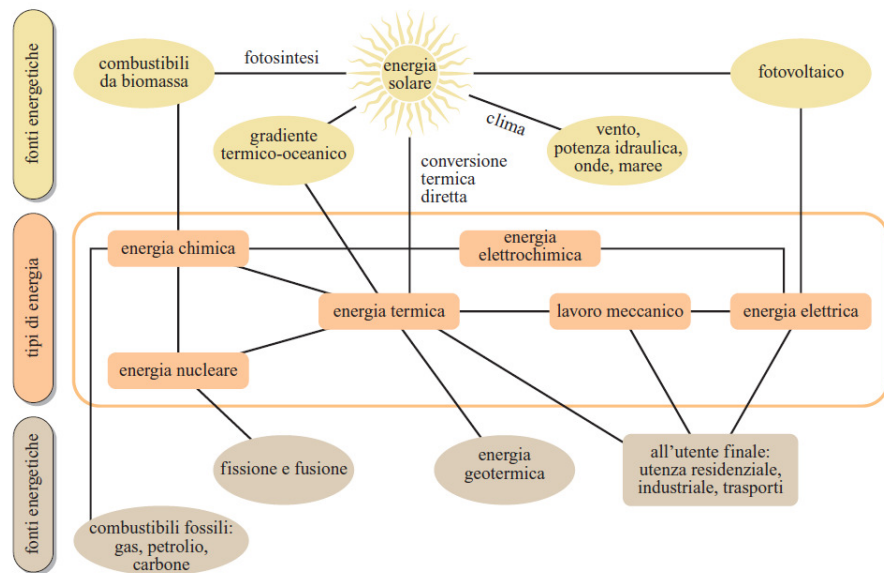 fonti energetiche
combustibili
da biomassa
fotosintesi
energia
solare
fotovoltaico
gradiente
termico-oceanico
clima
vento,
potenza idraulica,
onde, maree
conversione
termica
diretta
tipi di energia
energia chimica
energia
elettrochimica
energia termica
lavoro meccanico
energia elettrica
energia nucleare
fonti energetiche
fissione e fusione
energia
geotermica
all'utente finale:
utenza residenziale,
industriale, trasporti
combustibili fossili:
gas, petrolio,
carbone